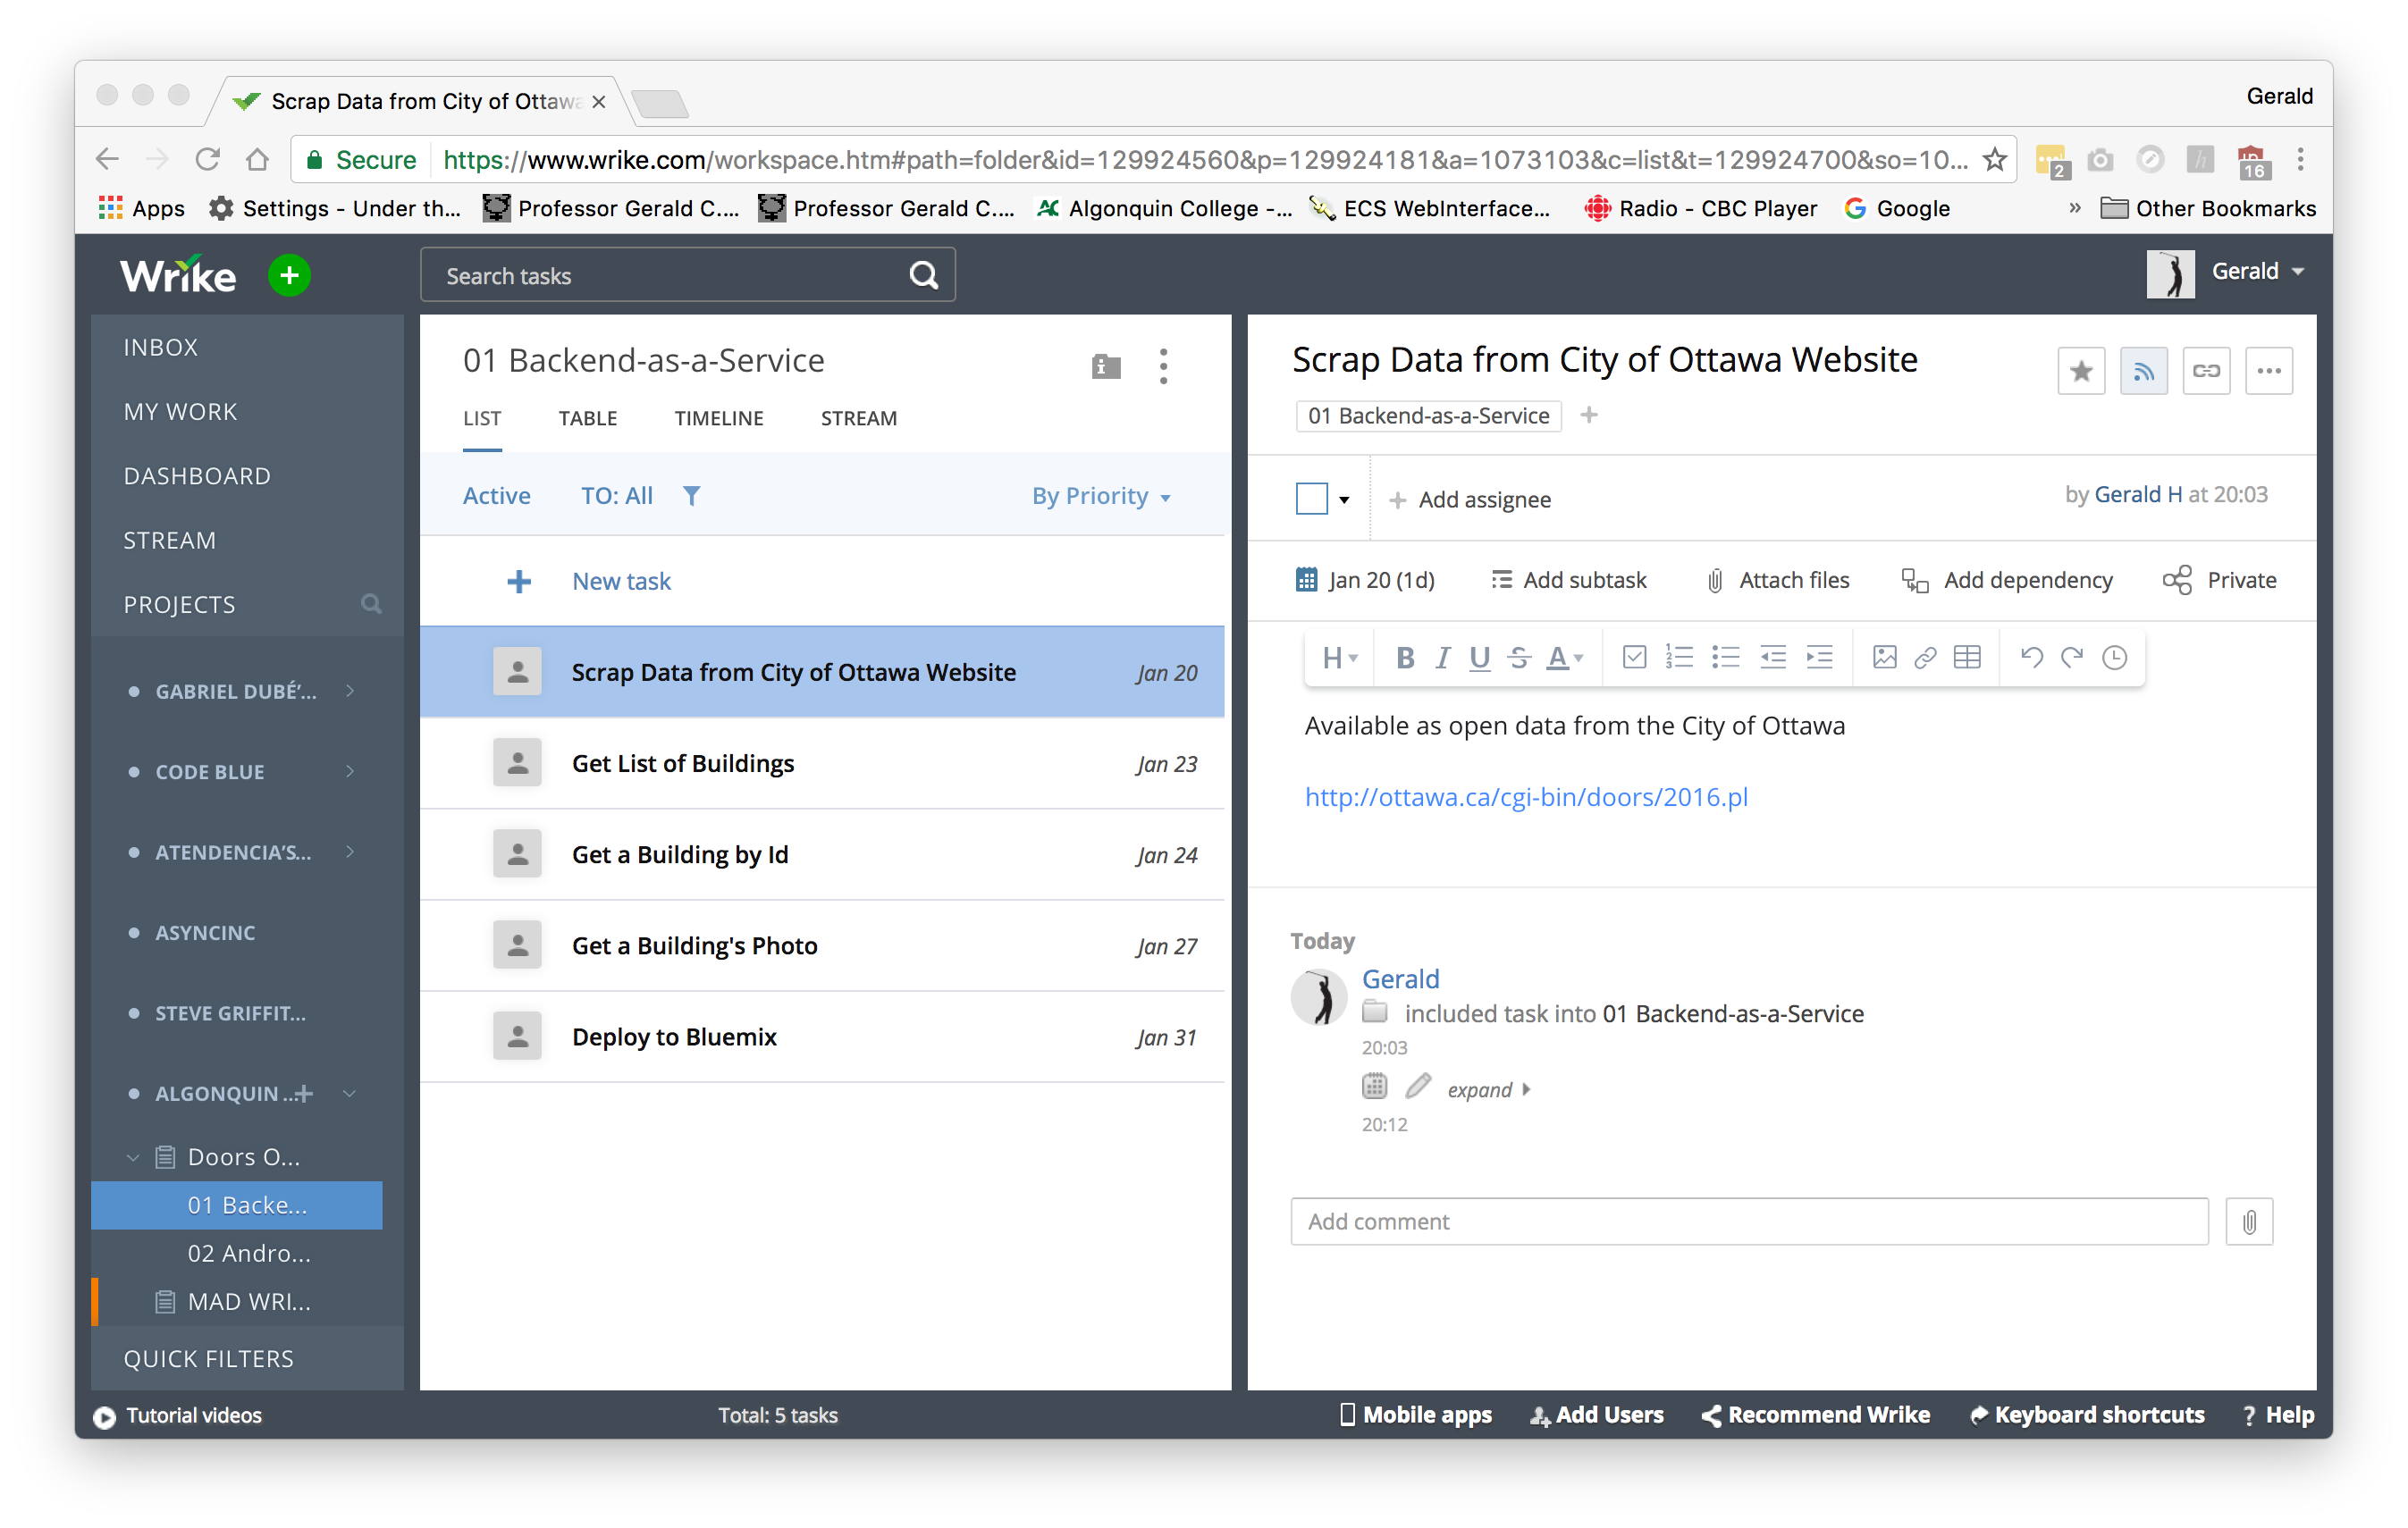 Scrap Data from City of Ottawa
Gerald
Secure https://www.wrike.com/workspace.htm#path=folder&id=129924560&p=129924181&a=1073103&c=list&t=129924700&so=10...
2
16
Apps Settings - Under th... Professor Gerald C.... Professor Gerald C.... Algonquin College -... ECS WebInterface... Radio - CBC Player Google » Other Bookmarks
Wrike
Search tasks
Gerald
INBOX
MY WORK
DASHBOARD
STREAM
PROJECTS
GABRIEL DUBÉ'...
CODE BLUE
ATENDENCIA'S...
ASYNCINC
STEVE GRIFFIT...
ALGONQUIN ...
Doors O...
01 Backe...
02 Andro...
MAD WRI...
QUICK FILTERS
01 Backend-as-a-Service
LIST TABLE TIMELINE STREAM
Active TO: All By Priority
New task
Scrap Data from City of Ottawa Website Jan 20
Get List of Buildings Jan 23
Get a Building by Id Jan 24
Get a Building's Photo Jan 27
Deploy to Bluemix Jan 31
Scrap Data from City of Ottawa Website
01 Backend-as-a-Service
Add assignee
by Gerald H at 20:03
Jan 20 (1d) Add subtask Attach files Add dependency Private
H B I U S A
Available as open data from the City of Ottawa
http://ottawa.ca/cgi-bin/doors/2016.pl
Today
Gerald
included task into 01 Backend-as-a-Service
20:03
expand
20:12
Add comment
Tutorial videos
Total: 5 tasks
Mobile apps Add Users Recommend Wrike Keyboard shortcuts ? Help